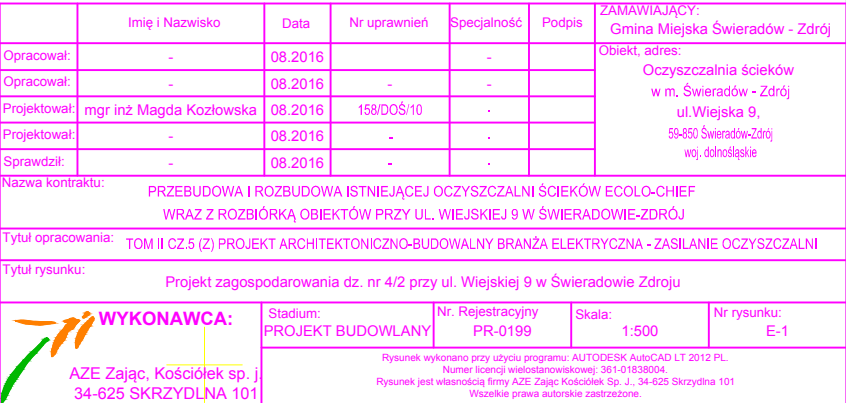 Imię i Nazwisko Data Nr uprawnień Specjalność Podpis
Opracował: - 08.2016 -
Opracował: - 08.2016 - -
Projektował: mgr inż Magda Kozłowska 08.2016 158/DOŚ/10 -
Projektował: - 08.2016 - -
Sprawdził: - 08.2016 - -
ZAMAWIAJĄCY:
Gmina Miejska Świeradów - Zdrój
Obiekt, adres:
Oczyszczalnia ścieków
w m, Świeradów - Zdrój
ul.Wiejska 9,
59-850 Świeradów-Zdrój
woj. dolnośląskie
Nazwa kontraktu:
PRZEBUDOWA I ROZBUDOWA ISTNIEJĄCEJ OCZYSZCZALNI ŚCIEKÓW ECOLO-CHIEF
WRAZ Z ROZBIÓRKĄ OBIEKTÓW PRZY UL. WIEJSKIEJ 9 W ŚWIERADOWIE-ZDRÓJ
Tytuł opracowania: TOM II CZ.5 (Z) PROJEKT ARCHITEKTONICZNO-BUDOWALNY BRANŻA ELEKTRYCZNA - ZASILANIE OCZYSZCZALNI
Tytuł rysunku:
Projekt zagospodarowania dz. nr 4/2 przy ul. Wiejskiej 9 w Świeradowie Zdroju
WYKONAWCA:
AZE Zając, Kościółek sp. j.
34-625 SKRZYDLNA 101
Stadium:
PROJEKT BUDOWLANY
Nr. Rejestracyjny
PR-0199
Skala:
1:500
Nr rysunku:
E-1
Rysunek wykonano przy użyciu programu: AUTODESK AutoCAD LT 2012 PL.
Numer licencji wielostanowiskowej: 361-01838004.
Rysunek jest własnością firmy AZE Zając Kościółek Sp. J., 34-625 Skrzydlna 101
Wszelkie prawa autorskie zastrzeżone.